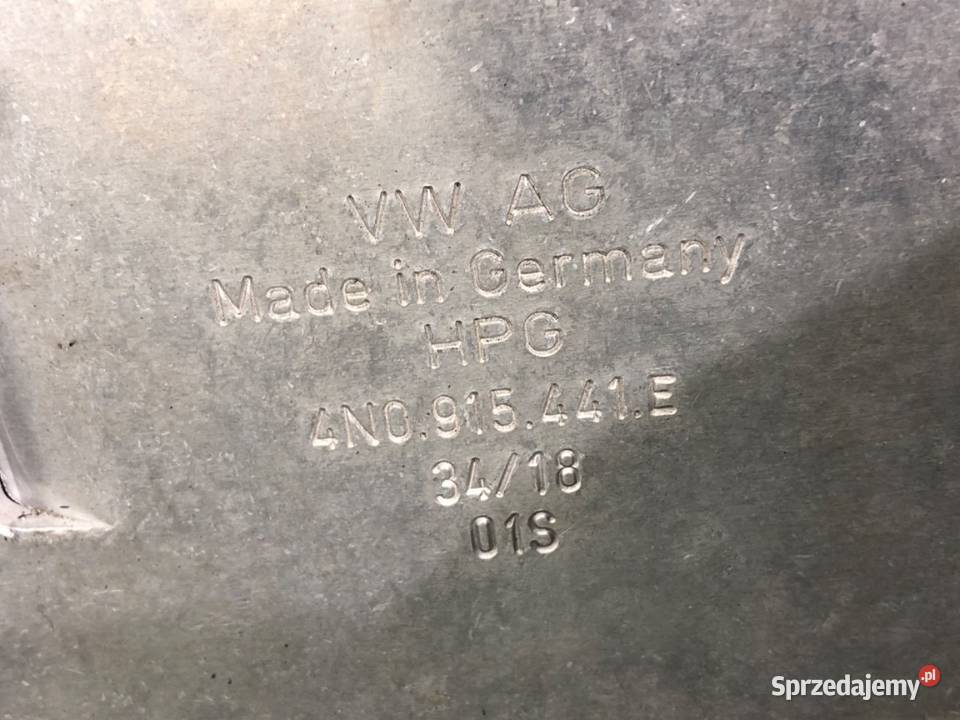 VW AG
Made in Germany
HPG
4N0.915.441.E
34/18
01S
Sprzedajemy.pl